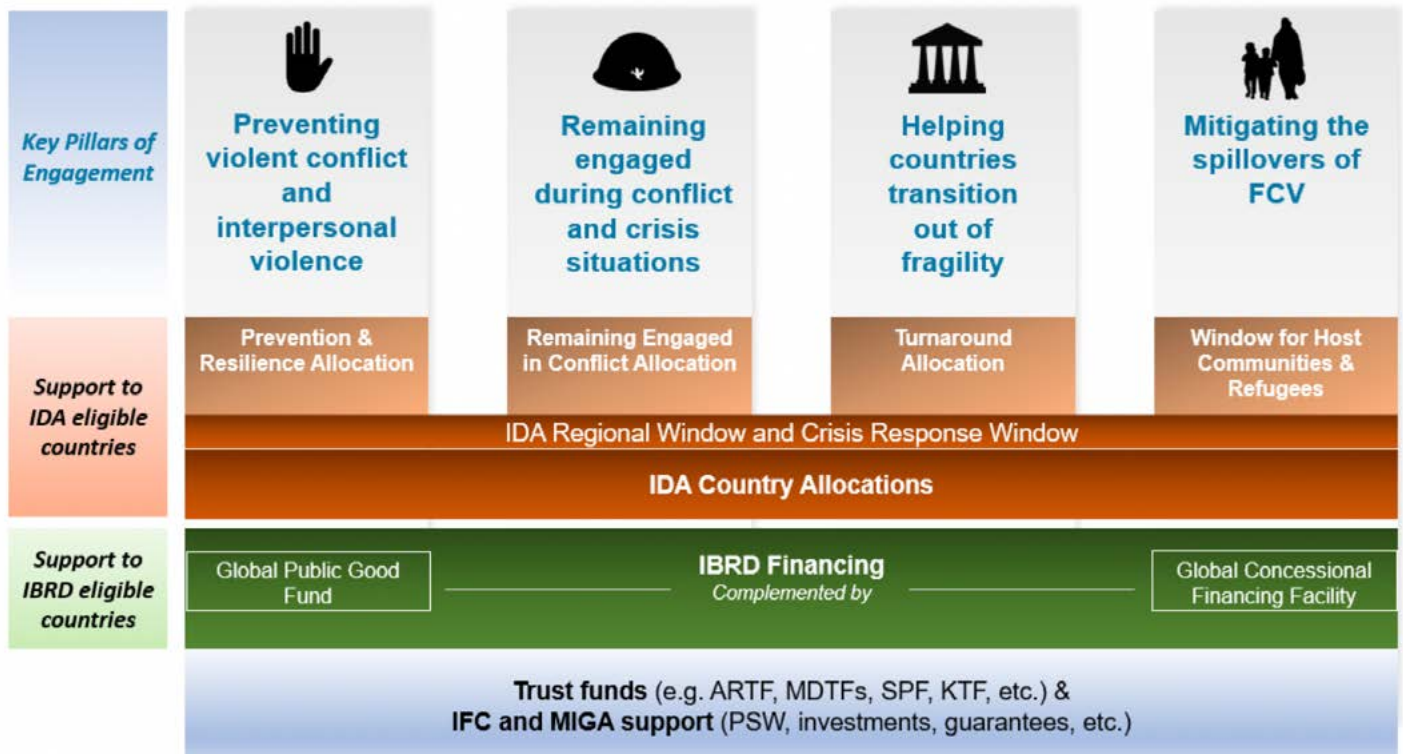 Key Pillars of
Engagement
Preventing
violent conflict
and
interpersonal
violence
Remaining
engaged
during conflict
and crisis
situations
Helping
countries
transition
out of
fragility
Mitigating the
spillovers of
FCV
Support to
IDA eligible
countries
Prevention &
Resilience Allocation
Remaining Engaged
in Conflict Allocation
Turnaround
Allocation
Window for Host
Communities &
Refugees
IDA Regional Window and Crisis Response Window
IDA Country Allocations
Support to
IBRD eligible
countries
Global Public Good
Fund
IBRD Financing
Complemented by
Global Concessional
Financing Facility
Trust funds (e.g. ARTF, MDTFs, SPF, KTF, etc.) &
IFC and MIGA support (PSW, investments, guarantees, etc.)